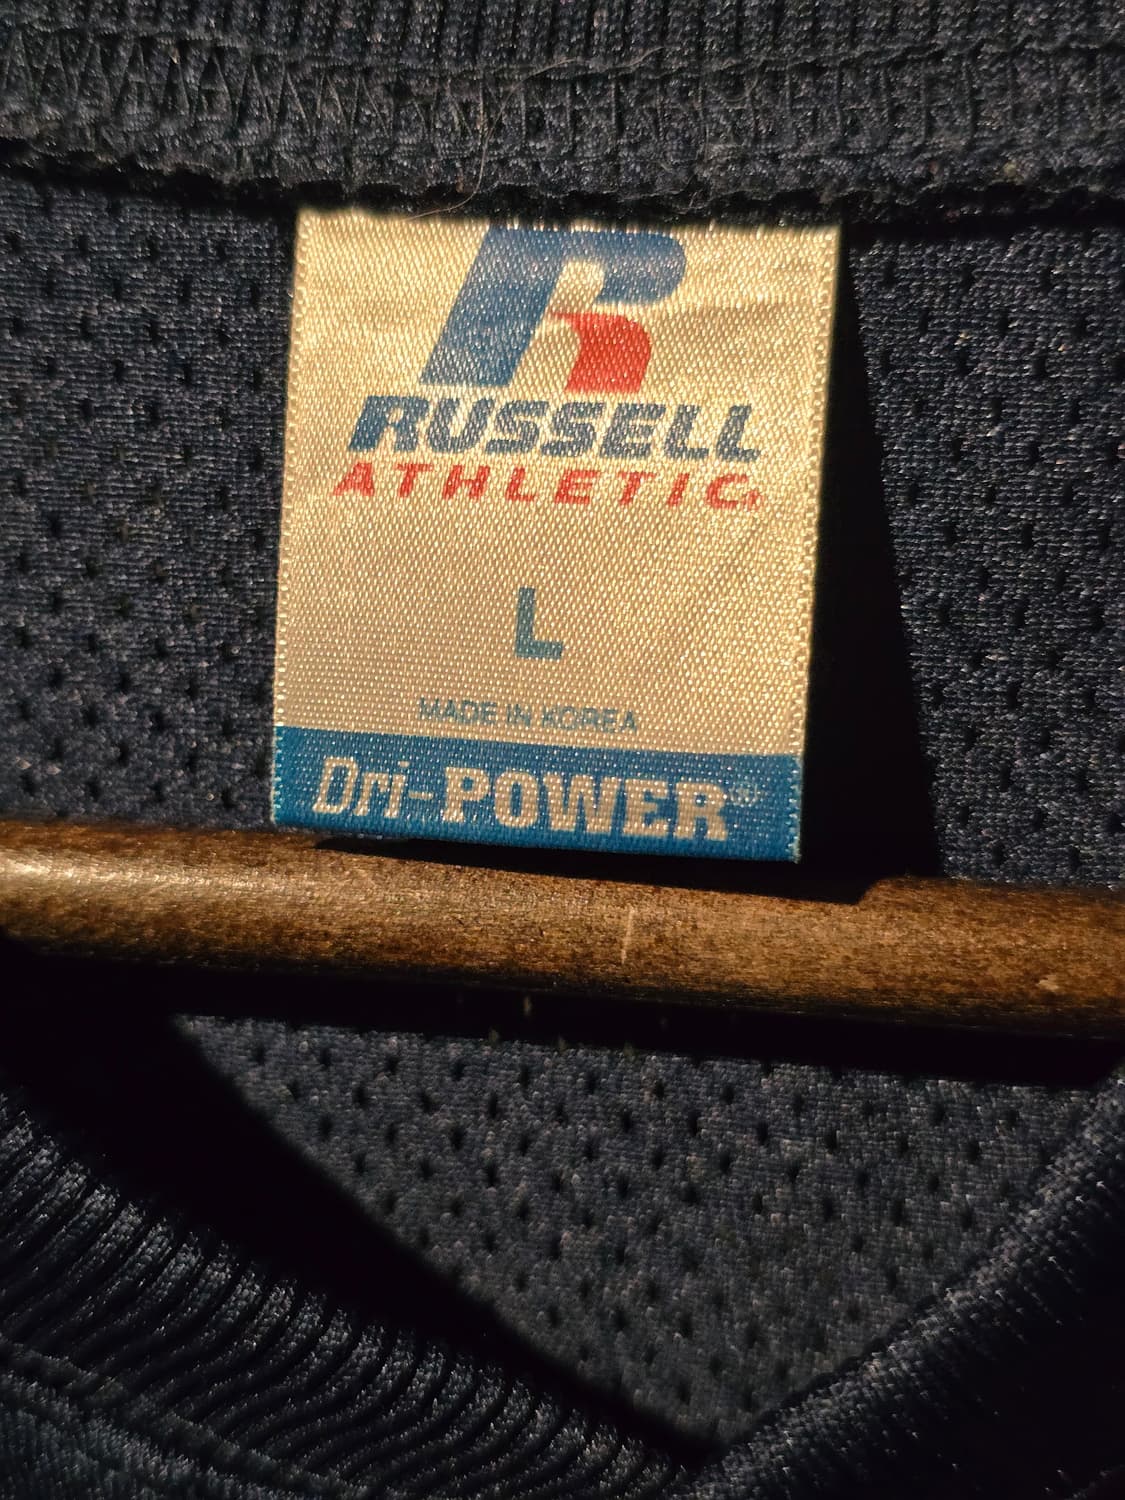 R
RUSSELL
ATHLETIC®
L
MADE IN KOREA
Dri-POWER®